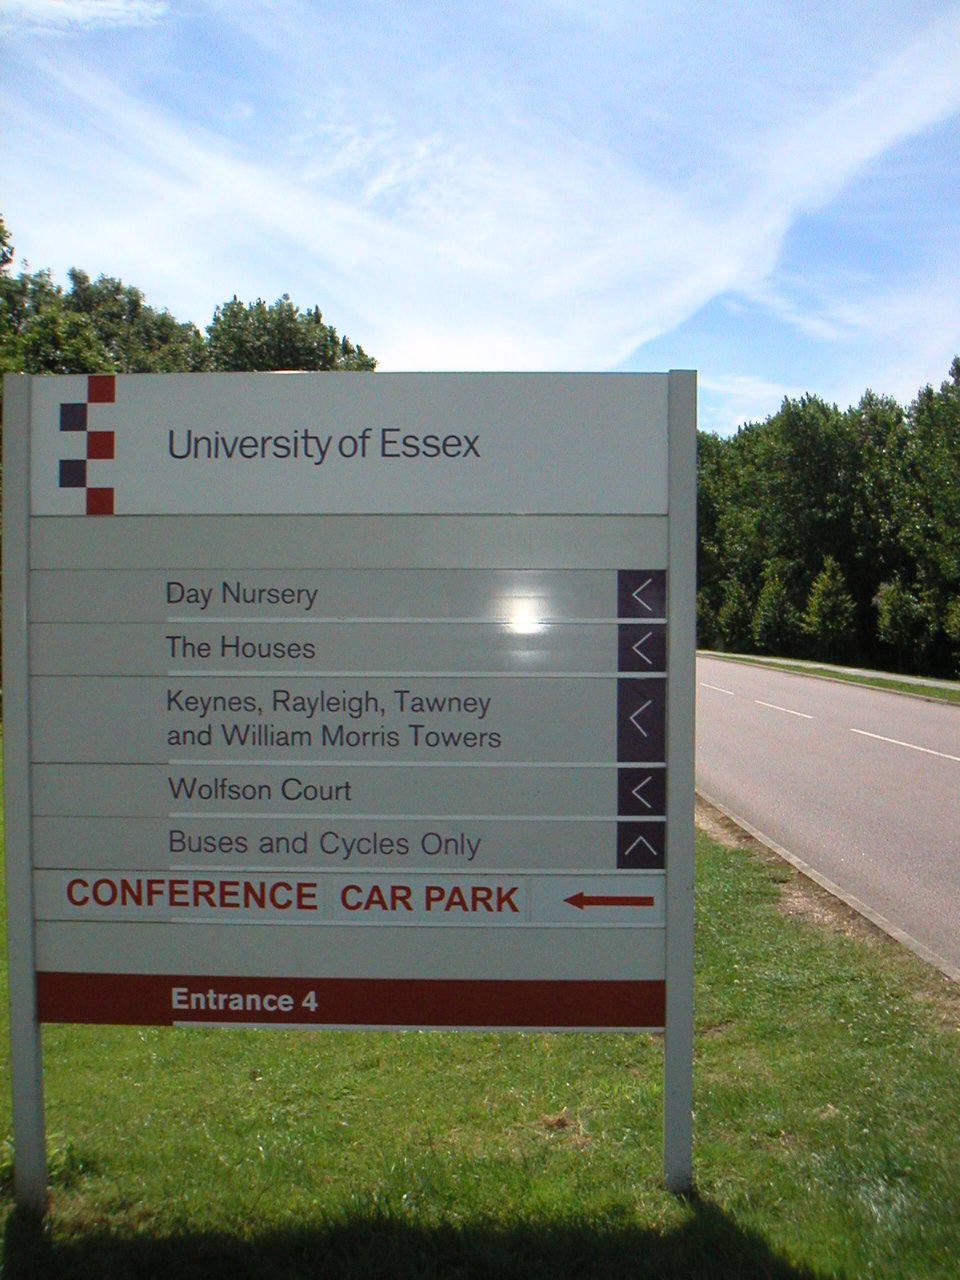 University of Essex
Day Nursery
The Houses
Keynes, Rayleigh, Tawney
and William Morris Towers
Wolfson Court
Buses and Cycles Only
CONFERENCE CAR PARK
Entrance 4